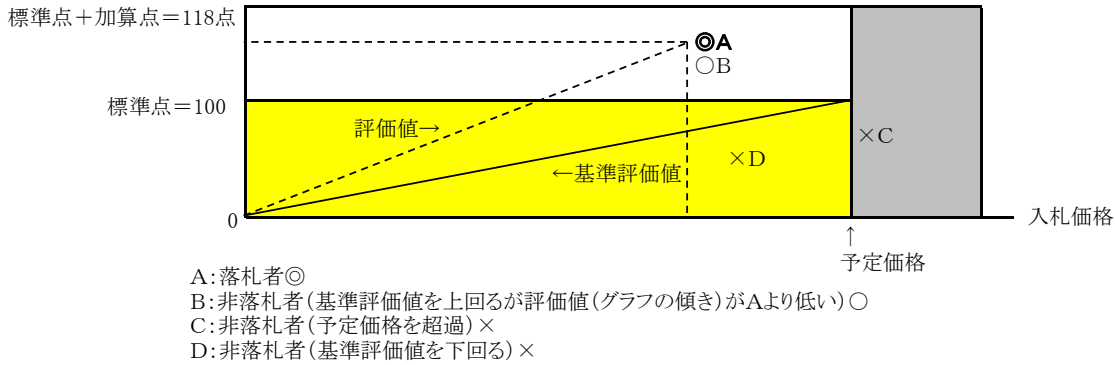 標準点＋加算点＝118点
◎A
○B
標準点＝100
評価値→
×C
×D
←基準評価値
0
入札価格
↑
予定価格
A：落札者◎
B：非落札者（基準評価値を上回るが評価値（グラフの傾き）がAより低い）○
C：非落札者（予定価格を超過）×
D：非落札者（基準評価値を下回る）×